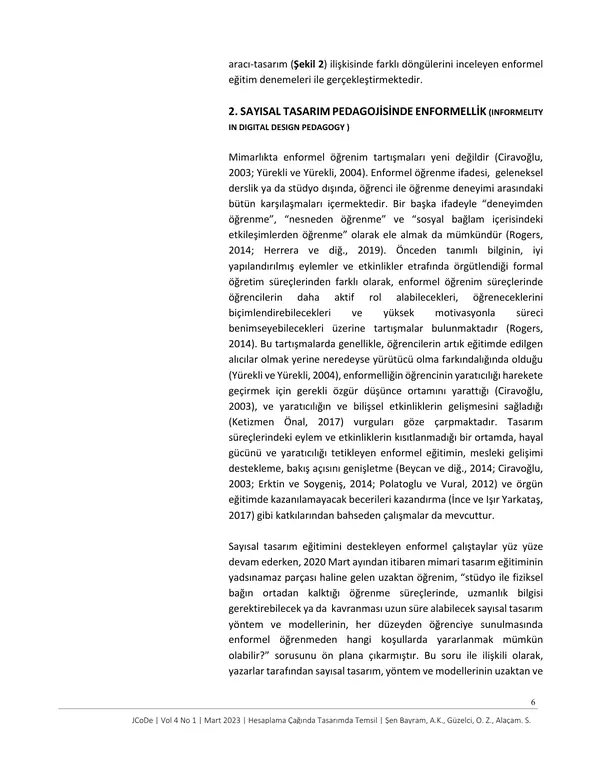 aracı-tasarım (Şekil 2) ilişkisinde farklı döngülerini inceleyen enformel
eğitim denemeleri ile gerçekleştirmektedir.
2. SAYISAL TASARIM PEDAGOJİSİNDE ENFORMELLİK (INFORMELITY
IN DIGITAL DESIGN PEDAGOGY )
Mimarlıkta enformel öğrenim tartışmaları yeni değildir (Ciravoğlu,
2003; Yürekli ve Yürekli, 2004). Enformel öğrenme ifadesi, geleneksel
derslik ya da stüdyo dışında, öğrenci ile öğrenme deneyimi arasındaki
bütün karşılaşmaları içermektedir. Bir başka ifadeyle “deneyimden
öğrenme”, “nesneden öğrenme” ve “sosyal bağlam içerisindeki
etkileşimlerden öğrenme” olarak ele almak da mümkündür (Rogers,
2014; Herrera ve diğ., 2019). Önceden tanımlı bilginin, iyi
yapılandırılmış eylemler ve etkinlikler etrafında örgütlendiği formal
öğretim süreçlerinden farklı olarak, enformel öğrenim süreçlerinde
öğrencilerin daha aktif rol alabilecekleri, öğreneceklerini
biçimlendirebilecekleri ve yüksek motivasyonla süreci
benimseyebilecekleri üzerine tartışmalar bulunmaktadır (Rogers,
2014). Bu tartışmalarda genellikle, öğrencilerin artık eğitimde edilgen
alıcılar olmak yerine neredeyse yürütücü olma farkındalığında olduğu
(Yürekli ve Yürekli, 2004), enformelliğin öğrencinin yaratıcılığı harekete
geçirmek için gerekli özgür düşünce ortamını yarattığı (Ciravoğlu,
2003), ve yaratıcılığın ve bilişsel etkinliklerin gelişmesini sağladığı
(Ketizmen Önal, 2017) vurguları göze çarpmaktadır. Tasarım
süreçlerindeki eylem ve etkinliklerin kısıtlanmadığı bir ortamda, hayal
gücünü ve yaratıcılığı tetikleyen enformel eğitimin, mesleki gelişimi
destekleme, bakış açısını genişletme (Beycan ve diğ., 2014; Ciravoğlu,
2003; Erktin ve Soygeniş, 2014; Polatoglu ve Vural, 2012) ve örgün
eğitimde kazanılamayacak becerileri kazandırma (İnce ve Işır Yarkataş,
2017) gibi katkılarından bahseden çalışmalar da mevcuttur.
Sayısal tasarım eğitimini destekleyen enformel çalıştaylar yüz yüze
devam ederken, 2020 Mart ayından itibaren mimari tasarım eğitiminin
yadsınamaz parçası haline gelen uzaktan öğrenim, “stüdyo ile fiziksel
bağın ortadan kalktığı öğrenme süreçlerinde, uzmanlık bilgisi
gerektirebilecek ya da kavranması uzun süre alabilecek sayısal tasarım
yöntem ve modellerinin, her düzeyden öğrenciye sunulmasında
enformel öğrenmeden hangi koşullarda yararlanmak mümkün
olabilir?” sorusunu ön plana çıkarmıştır. Bu soru ile ilişkili olarak,
yazarlar tarafından sayısal tasarım, yöntem ve modellerinin uzaktan ve
6
JCoDe | Vol 4 No 1 | Mart 2023 | Hesaplama Çağında Tasarımda Temsil | Şen Bayram, A.K., Güzelci, O. Z., Alaçam. S.